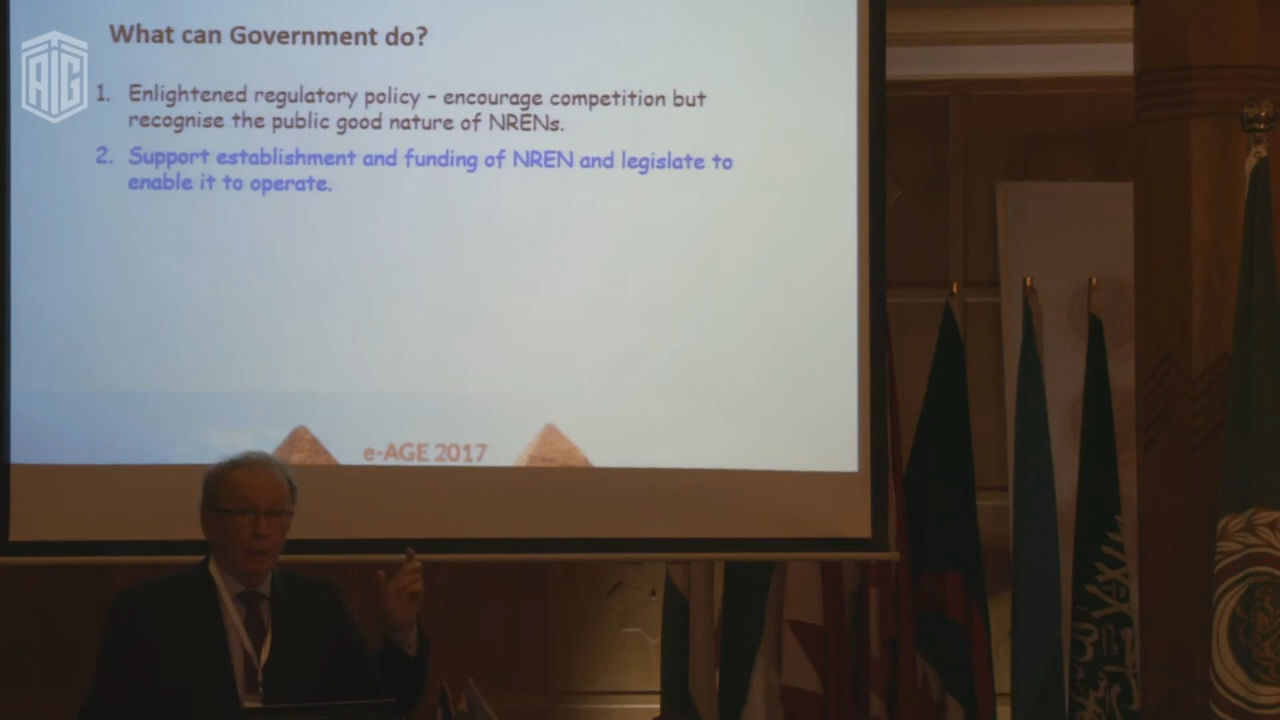 What can Government do?
AG
1. Enlightened regulatory policy – encourage competition but
recognise the public good nature of NRENs.
2. Support establishment and funding of NREN and legislate to
enable it to operate.
e-AGE 2017